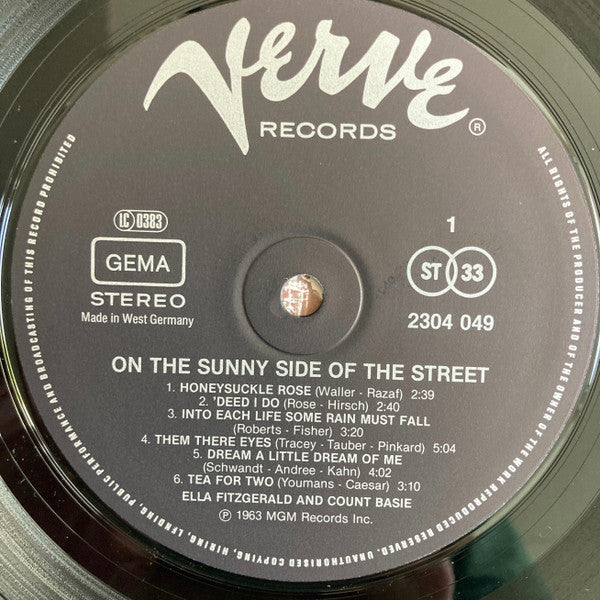 Verve
RECORDS ®
LC 0383
GEMA
STEREO
Made in West Germany
1
ST 33
2304 049
ON THE SUNNY SIDE OF THE STREET
1. HONEYSUCKLE ROSE (Waller - Razaf) 2:39
2. 'DEED I DO (Rose - Hirsch) 2:40
3. INTO EACH LIFE SOME RAIN MUST FALL
(Roberts - Fisher) 3:20
4. THEM THERE EYES (Tracey - Tauber - Pinkard) 5:04
5. DREAM A LITTLE DREAM OF ME
(Schwandt - Andree - Kahn) 4:02
6. TEA FOR TWO (Youmans - Caesar) 3:10
ELLA FITZGERALD AND COUNT BASIE
℗ 1963 MGM Records Inc.
ALL RIGHTS OF THE PRODUCER AND OF THE OWNER OF THE WORK REPRODUCED RESERVED. UNAUTHORISED COPYING, HIRING, LENDING, PUBLIC PERFORMANCE AND BROADCASTING OF THIS RECORD PROHIBITED